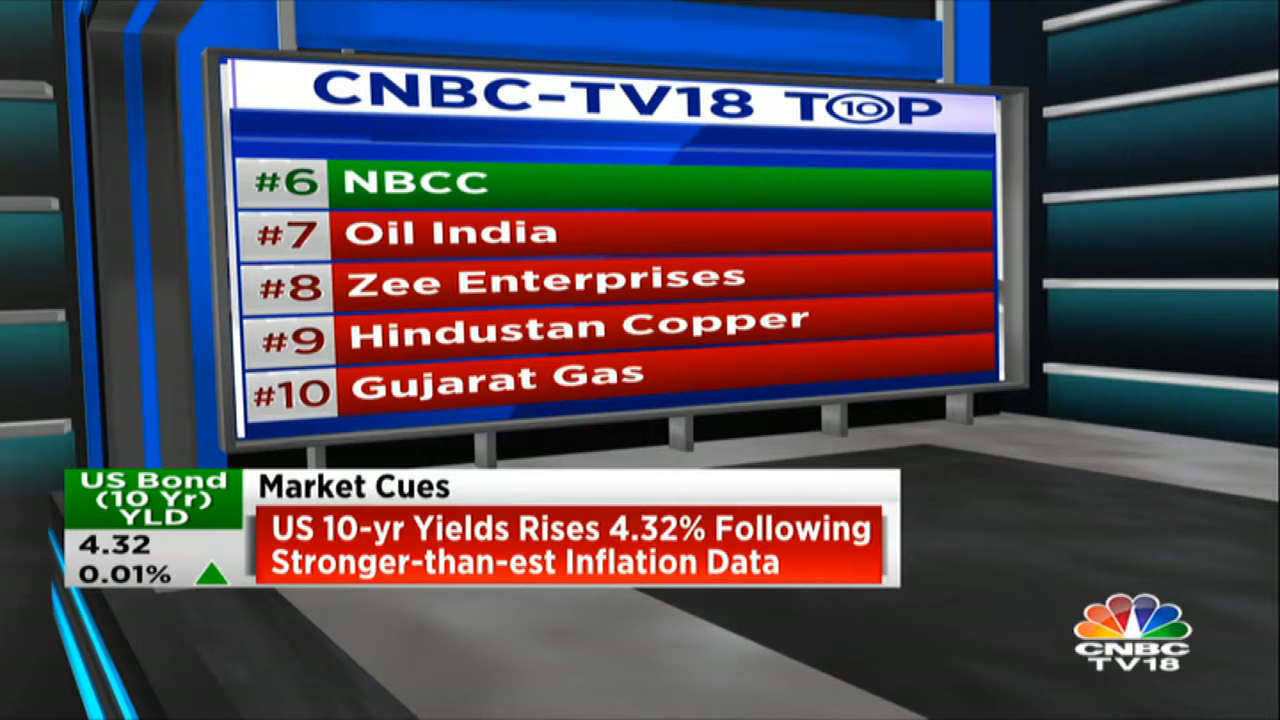 CNBC-TV18 TOP 10
#6 NBCC
#7 Oil India
#8 Zee Enterprises
#9 Hindustan Copper
#10 Gujarat Gas
US Bond
(10 Yr)
YLD
4.32
0.01%
Market Cues
US 10-yr Yields Rises 4.32% Following
Stronger-than-est Inflation Data
CNBC
TV18